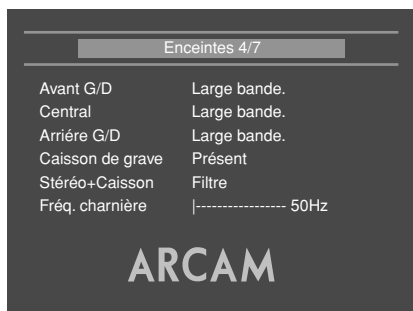 Enceintes 4/7
Avant G/D Large bande.
Central Large bande.
Arriére G/D Large bande.
Caisson de grave Présent
Stéréo+Caisson Filtre
Fréq. charnière |----------------- 50Hz
ARCAM